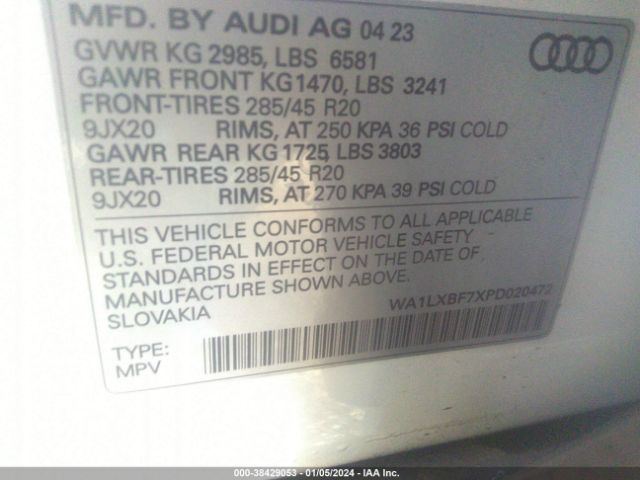 MFD. BY AUDI AG 04 23
GVWR KG 2985, LBS 6581
GAWR FRONT KG1470, LBS 3241
FRONT-TIRES 285/45 R20
9JX20 RIMS, AT 250 KPA 36 PSI COLD
GAWR REAR KG 1725, LBS 3803
REAR-TIRES 285/45 R20
9JX20 RIMS, AT 270 KPA 39 PSI COLD
THIS VEHICLE CONFORMS TO ALL APPLICABLE
U.S. FEDERAL MOTOR VEHICLE SAFETY
STANDARDS IN EFFECT ON THE DATE OF
MANUFACTURE SHOWN ABOVE.
SLOVAKIA
WA1LXBF7XPD020472
TYPE:
MPV
000-38429053 - 01/05/2024 - IAA Inc.